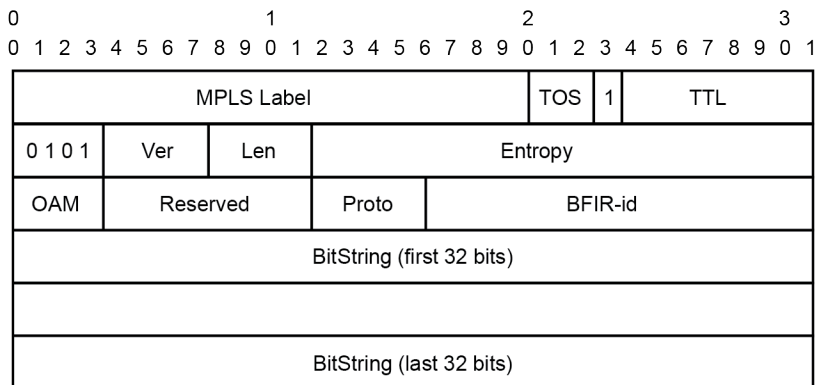 0 1 2 3
0 1 2 3 4 5 6 7 8 9 0 1 2 3 4 5 6 7 8 9 0 1 2 3 4 5 6 7 8 9 0 1
MPLS Label TOS 1 TTL
0 1 0 1 Ver Len Entropy
OAM Reserved Proto BFIR-id
BitString (first 32 bits)
BitString (last 32 bits)